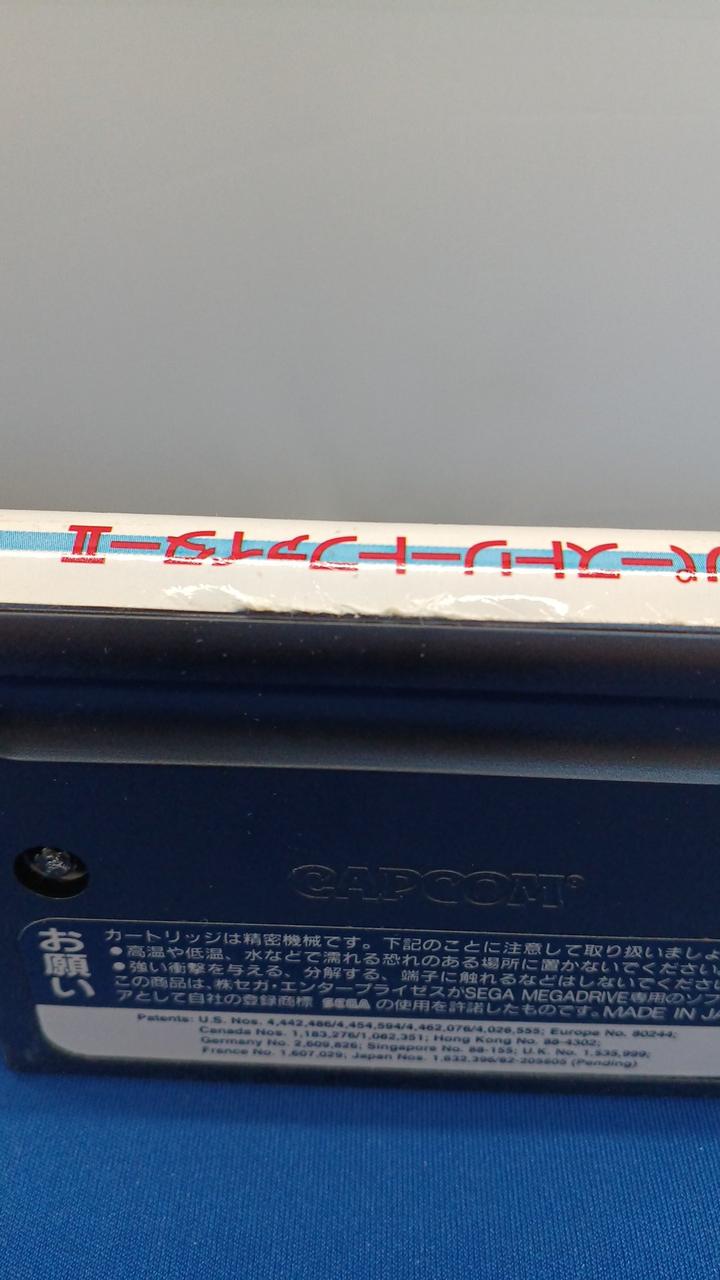 パーストリートファイターⅡ
CAPCOM®
お願い
カートリッジは精密機械です。下記のことに注意して取り扱いましょ
●高温や低温、水などで濡れる恐れのある場所に置かないでください
●強い衝撃を与える、分解する、端子に触れるなどはしないでくださ
この商品は、㈱セガ・エンタープライゼスがSEGA MEGADRIVE専用のソフ
アとして自社の登録商標 SEGA の使用を許諾したものです。MADE IN JA
Patents: U.S. Nos. 4,442,486/4,454,594/4,462,076/4,026,555; Europe No. 80244;
Canada Nos. 1,183,276/1,082,351; Hong Kong No. 88-4302;
Germany No. 2,609,826; Singapore No. 88-155; U.K. No. 1,535,999;
France No. 1,607,029; Japan Nos. 1,632,396/82-205605 (Pending)